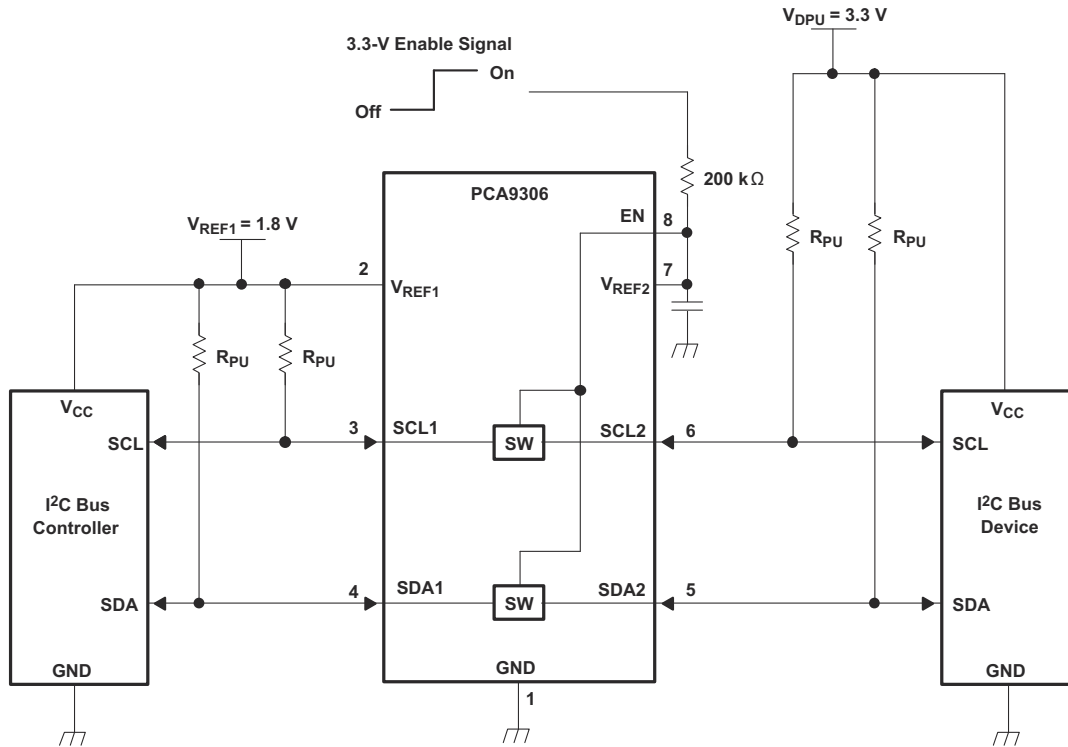 V_DPU = 3.3 V
3.3-V Enable Signal
On
Off
200 kΩ
PCA9306
EN
8
V_REF1 = 1.8 V
R_PU
R_PU
2
V_REF1
7
V_REF2
R_PU
R_PU
V_CC
V_CC
SCL
3
SCL1
SW
SCL2
6
SCL
I²C Bus
Controller
I²C Bus
Device
SDA
4
SDA1
SW
SDA2
5
SDA
GND
GND
GND
1